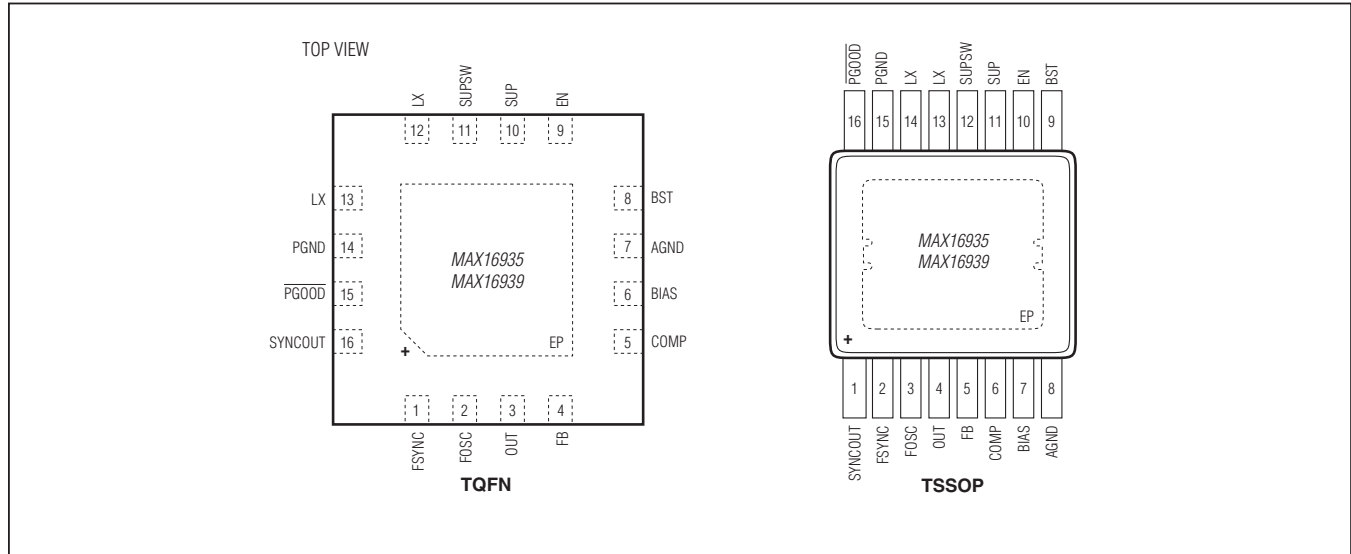 TOP VIEW
LX
SUPSW
SUP
EN
12
11
10
9
LX 13
PGND 14
PGOOD 15
SYNCOUT 16
8 BST
7 AGND
6 BIAS
5 COMP
MAX16935
MAX16939
EP
+
1
2
3
4
FSYNC
FOSC
OUT
FB
TQFN
PGOOD
PGND
LX
LX
SUPSW
SUP
EN
BST
16
15
14
13
12
11
10
9
MAX16935
MAX16939
EP
+
1
2
3
4
5
6
7
8
SYNCOUT
FSYNC
FOSC
OUT
FB
COMP
BIAS
AGND
TSSOP